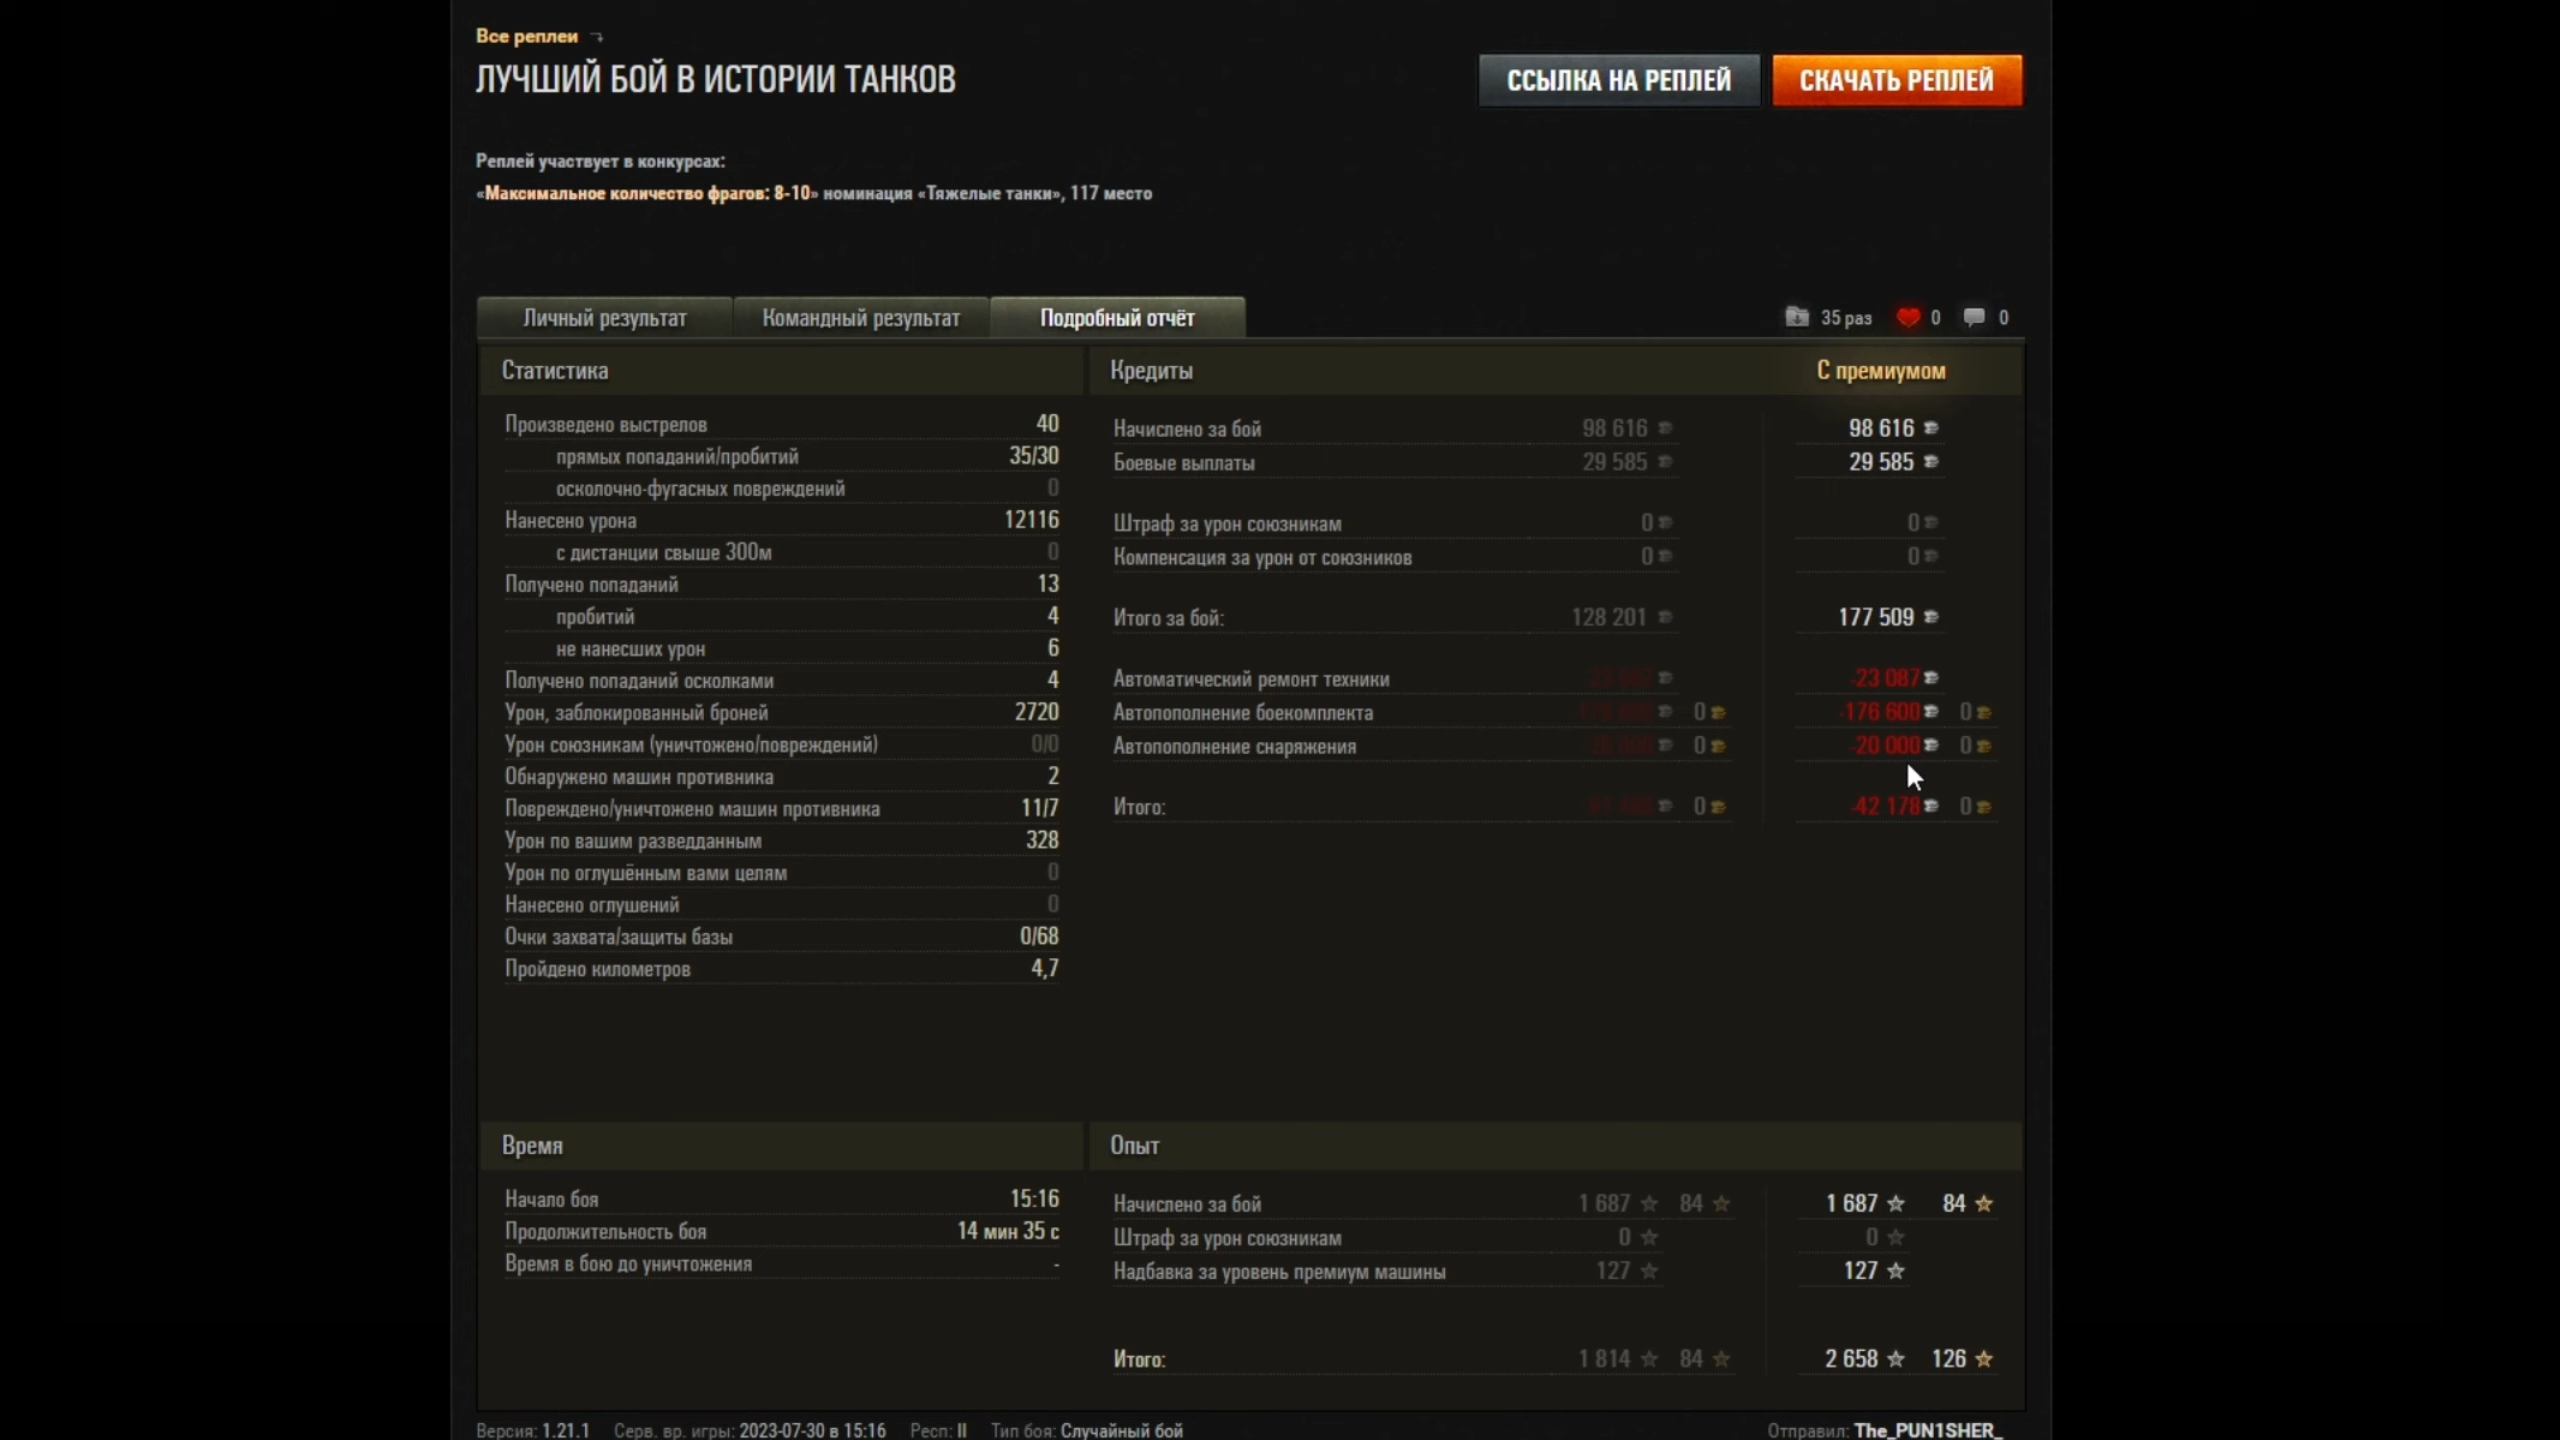 Все реплеи
ЛУЧШИЙ БОЙ В ИСТОРИИ ТАНКОВ
ССЫЛКА НА РЕПЛЕЙ
СКАЧАТЬ РЕПЛЕЙ
Реплей участвует в конкурсах:
«Максимальное количество фрагов: 8-10» номинация «Тяжелые танки», 117 место
Личный результат
Командный результат
Подробный отчёт
35 раз 0 0
Статистика
Произведено выстрелов 40
прямых попаданий/пробитий 35/30
осколочно-фугасных повреждений 0
Нанесено урона 12116
с дистанции свыше 300м 0
Получено попаданий 13
пробитий 4
не нанесших урон 6
Получено попаданий осколками 4
Урон, заблокированный броней 2720
Урон союзникам (уничтожено/повреждений) 0/0
Обнаружено машин противника 2
Повреждено/уничтожено машин противника 11/7
Урон по вашим разведданным 328
Урон по оглушённым вами целям 0
Нанесено оглушений 0
Очки захвата/защиты базы 0/68
Пройдено километров 4,7
Кредиты С премиумом
Начислено за бой 98 616 98 616
Боевые выплаты 29 585 29 585
Штраф за урон союзникам 0 0
Компенсация за урон от союзников 0 0
Итого за бой: 128 201 177 509
Автоматический ремонт техники -23 087
Автопополнение боекомплекта 0 -176 600 0
Автопополнение снаряжения 0 -20 000 0
Итого: 0 -42 178 0
Время
Начало боя 15:16
Продолжительность боя 14 мин 35 с
Время в бою до уничтожения -
Опыт
Начислено за бой 1 687 84 1 687 84
Штраф за урон союзникам 0 0
Надбавка за уровень премиум машины 127 127
Итого: 1 814 84 2 658 126
Версия: 1.21.1 Серв. вр. игры: 2023-07-30 в 15:16 Респ: II Тип боя: Случайный бой Отправил: The_PUN1SHER_